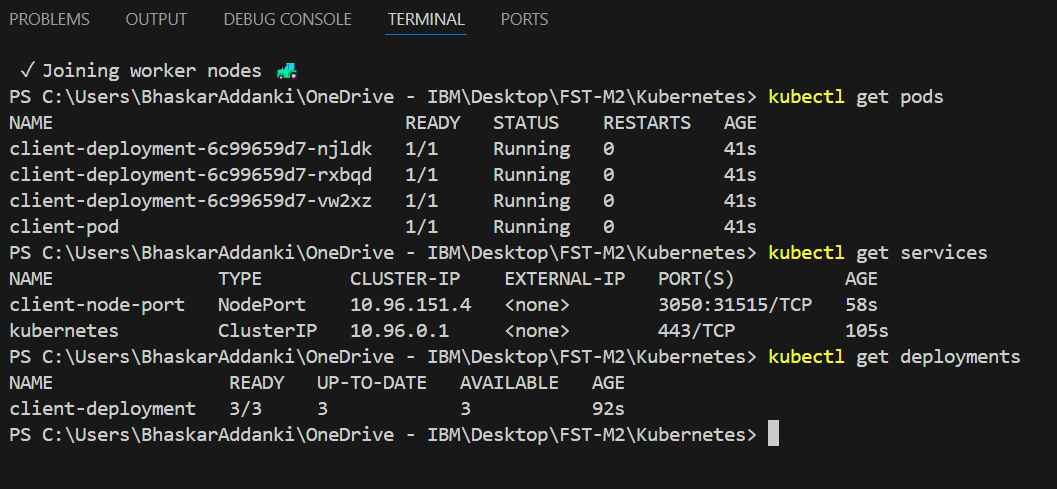 PROBLEMS OUTPUT DEBUG CONSOLE TERMINAL PORTS
✓ Joining worker nodes 🚜
PS C:\Users\BhaskarAddanki\OneDrive - IBM\Desktop\FST-M2\Kubernetes> kubectl get pods
NAME READY STATUS RESTARTS AGE
client-deployment-6c99659d7-njldk 1/1 Running 0 41s
client-deployment-6c99659d7-rxbqd 1/1 Running 0 41s
client-deployment-6c99659d7-vw2xz 1/1 Running 0 41s
client-pod 1/1 Running 0 41s
PS C:\Users\BhaskarAddanki\OneDrive - IBM\Desktop\FST-M2\Kubernetes> kubectl get services
NAME TYPE CLUSTER-IP EXTERNAL-IP PORT(S) AGE
client-node-port NodePort 10.96.151.4 <none> 3050:31515/TCP 58s
kubernetes ClusterIP 10.96.0.1 <none> 443/TCP 105s
PS C:\Users\BhaskarAddanki\OneDrive - IBM\Desktop\FST-M2\Kubernetes> kubectl get deployments
NAME READY UP-TO-DATE AVAILABLE AGE
client-deployment 3/3 3 3 92s
PS C:\Users\BhaskarAddanki\OneDrive - IBM\Desktop\FST-M2\Kubernetes>